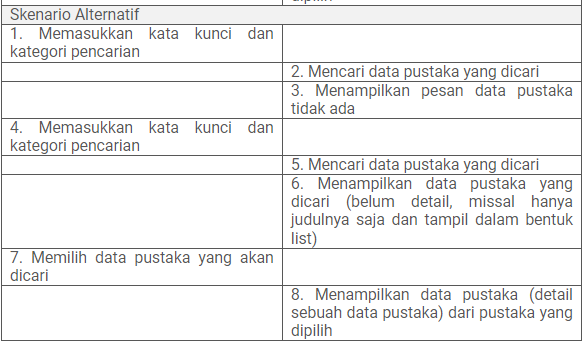 dipilih
Skenario Alternatif
1. Memasukkan kata kunci dan
kategori pencarian
2. Mencari data pustaka yang dicari
3. Menampilkan pesan data pustaka
tidak ada
4. Memasukkan kata kunci dan
kategori pencarian
5. Mencari data pustaka yang dicari
6. Menampilkan data pustaka yang
dicari (belum detail, missal hanya
judulnya saja dan tampil dalam bentuk
list)
7. Memilih data pustaka yang akan
dicari
8. Menampilkan data pustaka (detail
sebuah data pustaka) dari pustaka yang
dipilih